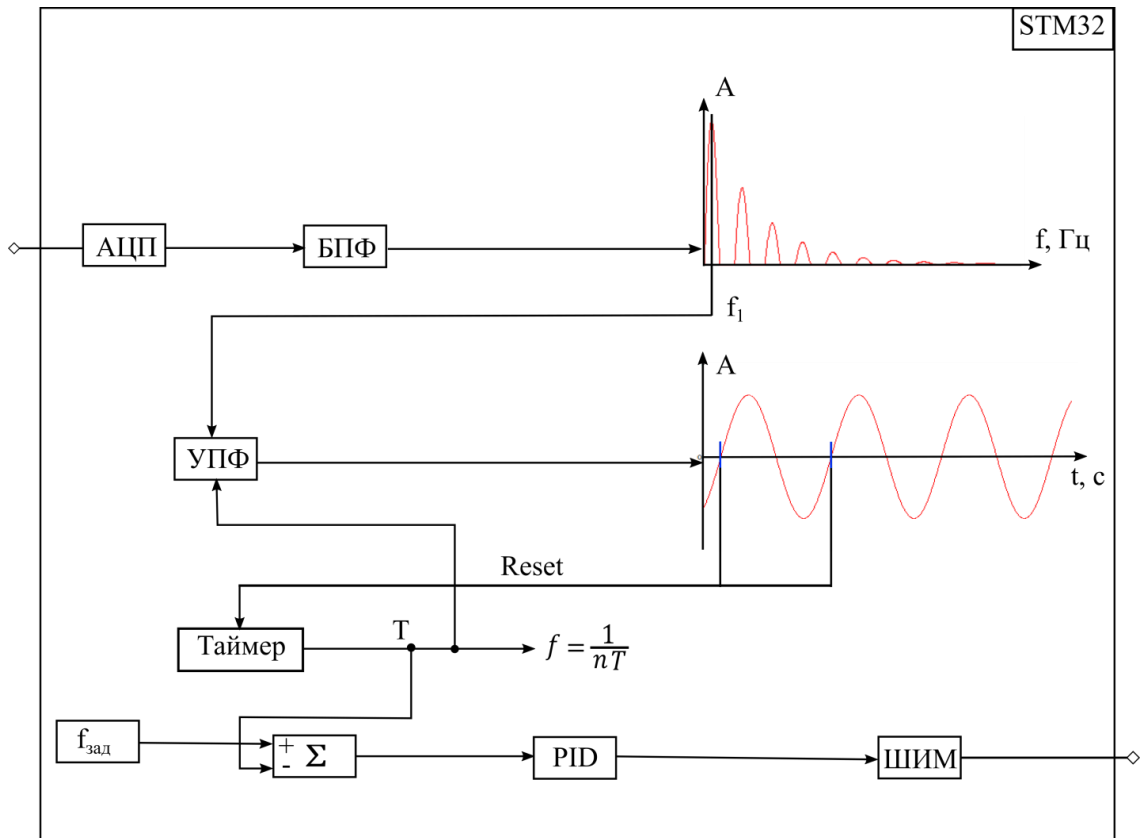 STM32
A
АЦП
БПФ
f, Гц
f₁
A
УПФ
t, c
Reset
Таймер
T
f = 1/nT
fзад
+
-
Σ
PID
ШИМ